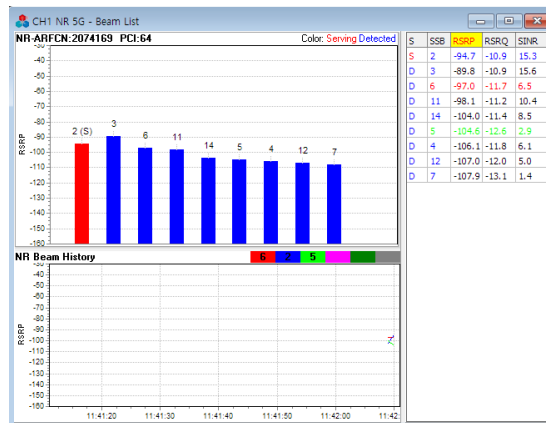 CH1 NR 5G - Beam List
NR-ARFCN:2074169 PCI:64
Color: Serving Detected
RSRP
-30
-40
-50
-60
-70
-80
-90
-100
-110
-120
-130
-140
-150
-160
2 (S)
3
6
11
14
5
4
12
7
NR Beam History
6
2
5
RSRP
-30
-40
-50
-60
-70
-80
-90
-100
-110
-120
-130
-140
-150
-160
11:41:20
11:41:30
11:41:40
11:41:50
11:42:00
11:42:
S SSB RSRP RSRQ SINR
S 2 -94.7 -10.9 15.3
D 3 -89.8 -10.9 15.6
D 6 -97.0 -11.7 6.5
D 11 -98.1 -11.2 10.4
D 14 -104.0 -11.4 8.5
D 5 -104.6 -12.6 2.9
D 4 -106.1 -11.8 6.1
D 12 -107.0 -12.0 5.0
D 7 -107.9 -13.1 1.4